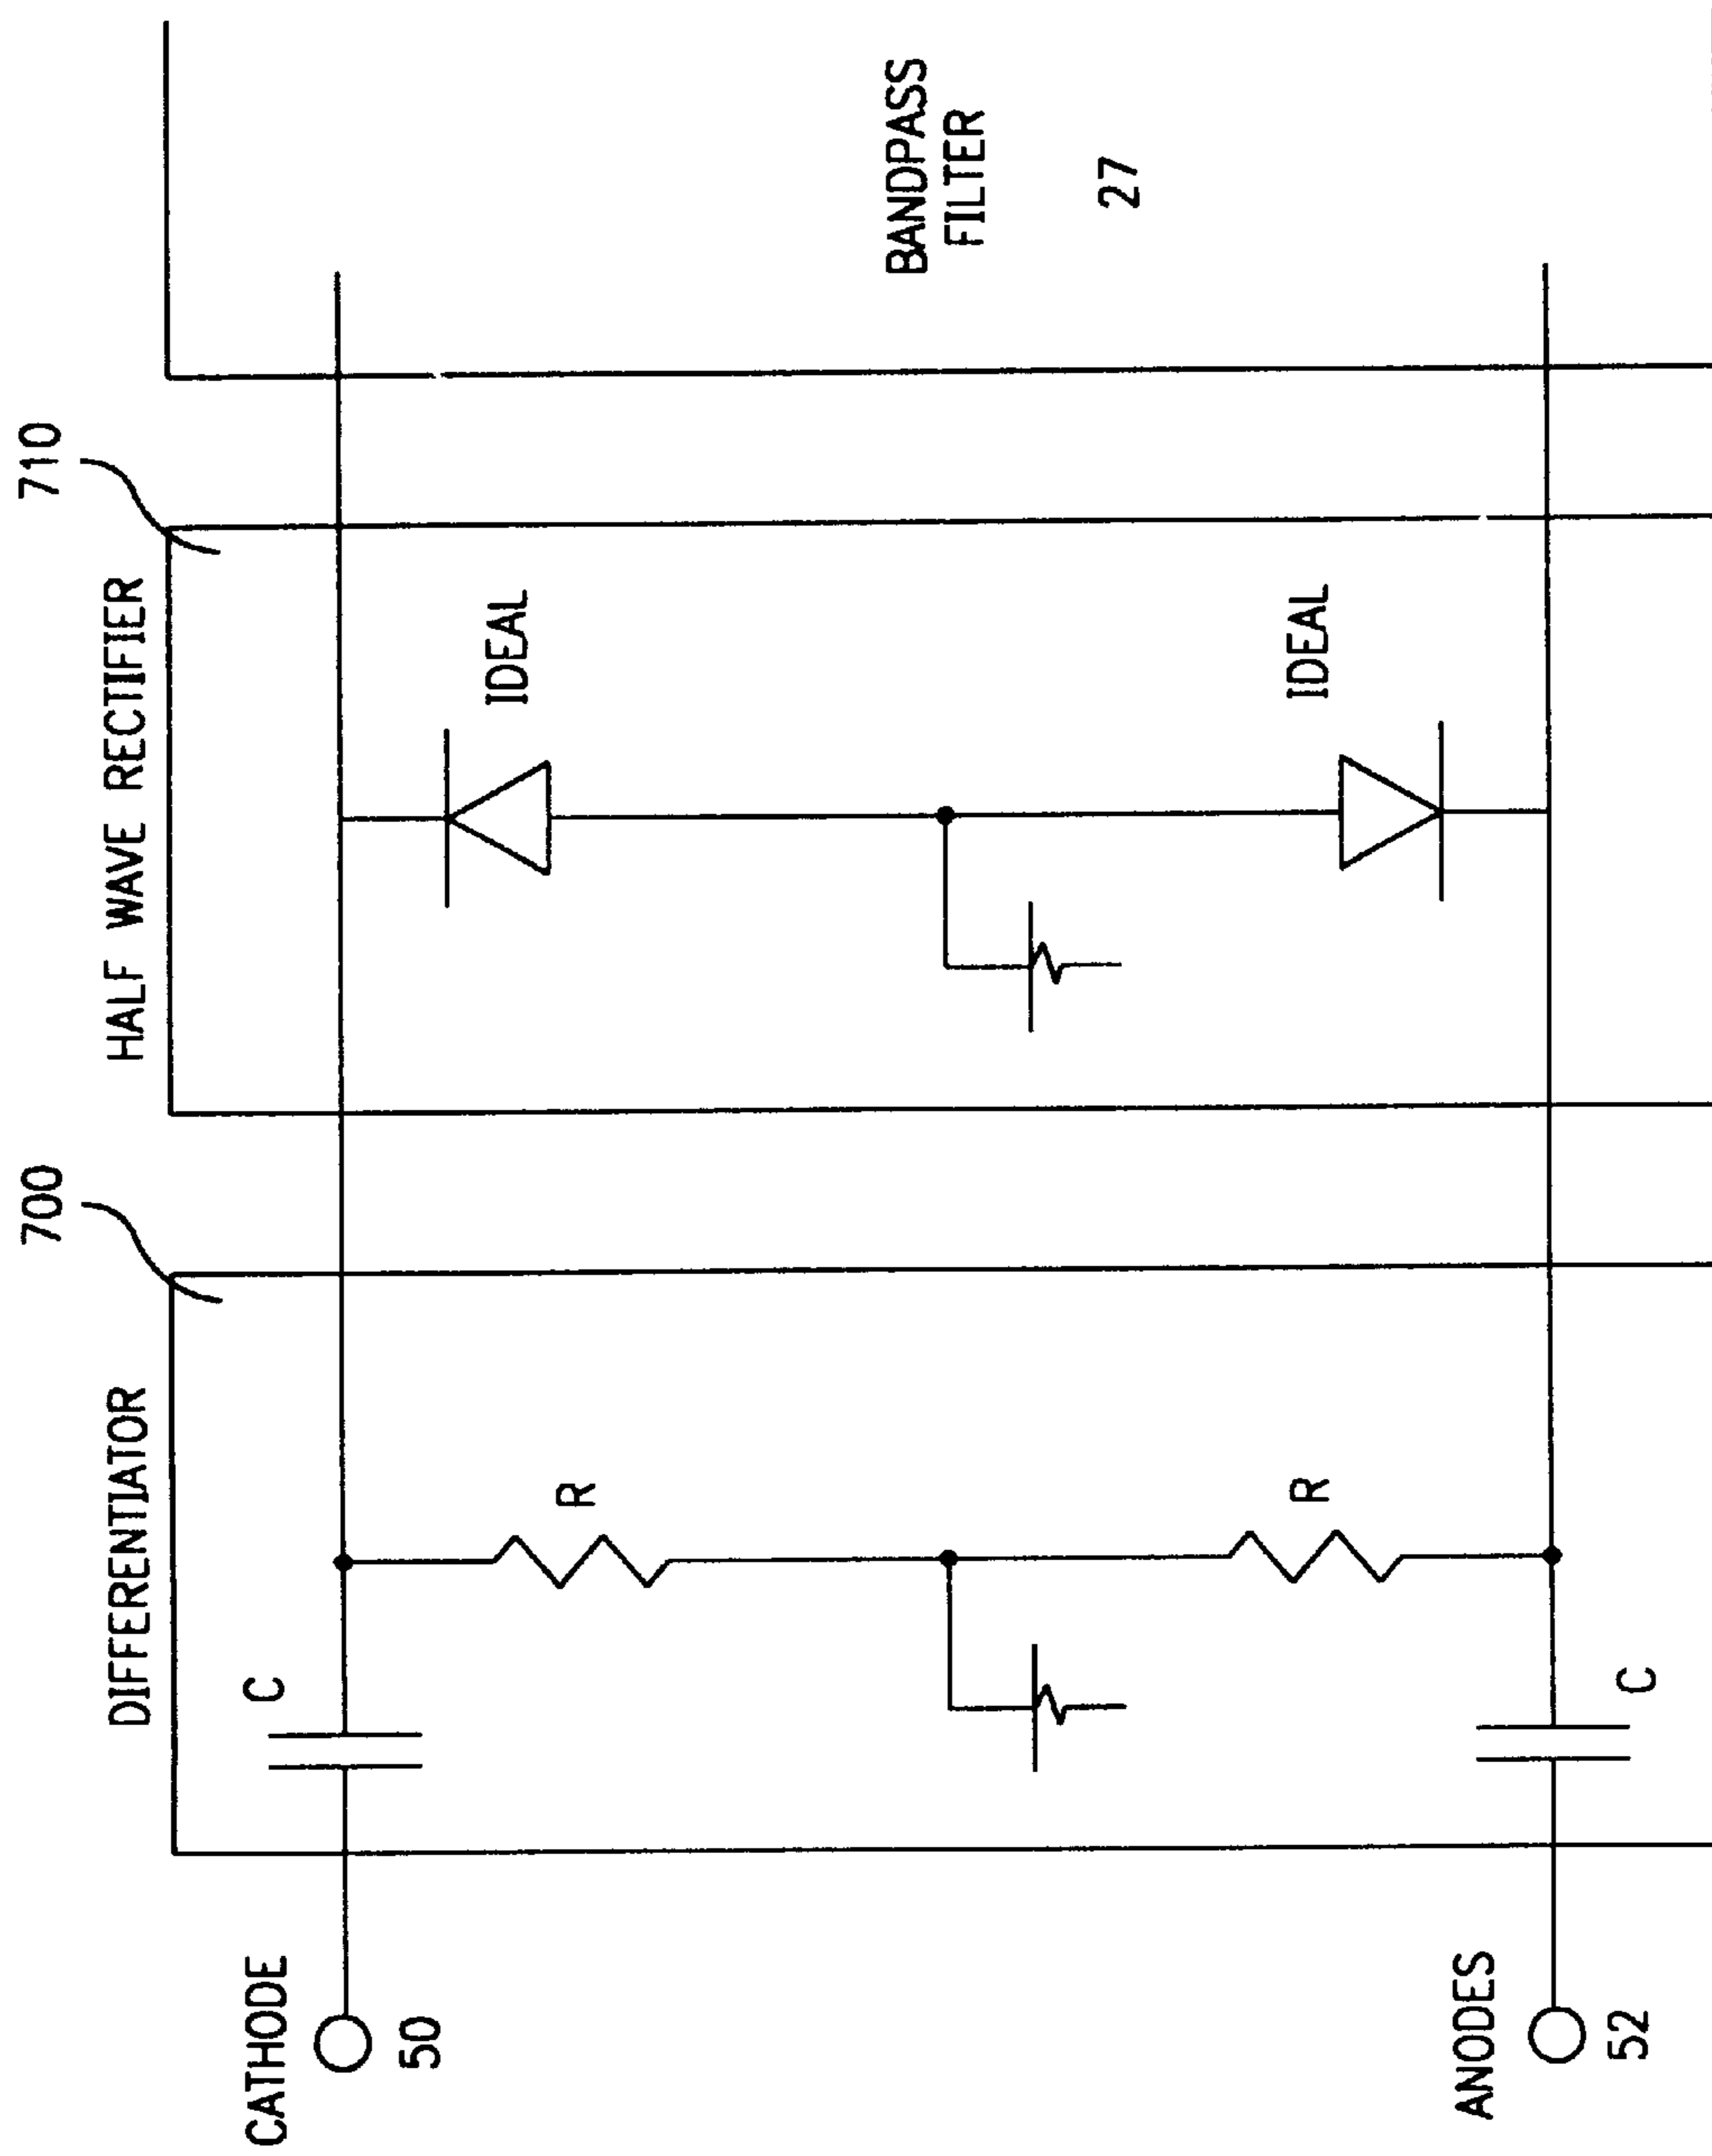 700
710
DIFFERENTIATOR
HALF WAVE RECTIFIER
CATHODE
50
C
R
IDEAL
BANDPASS
FILTER
27
R
IDEAL
ANODES
52
C